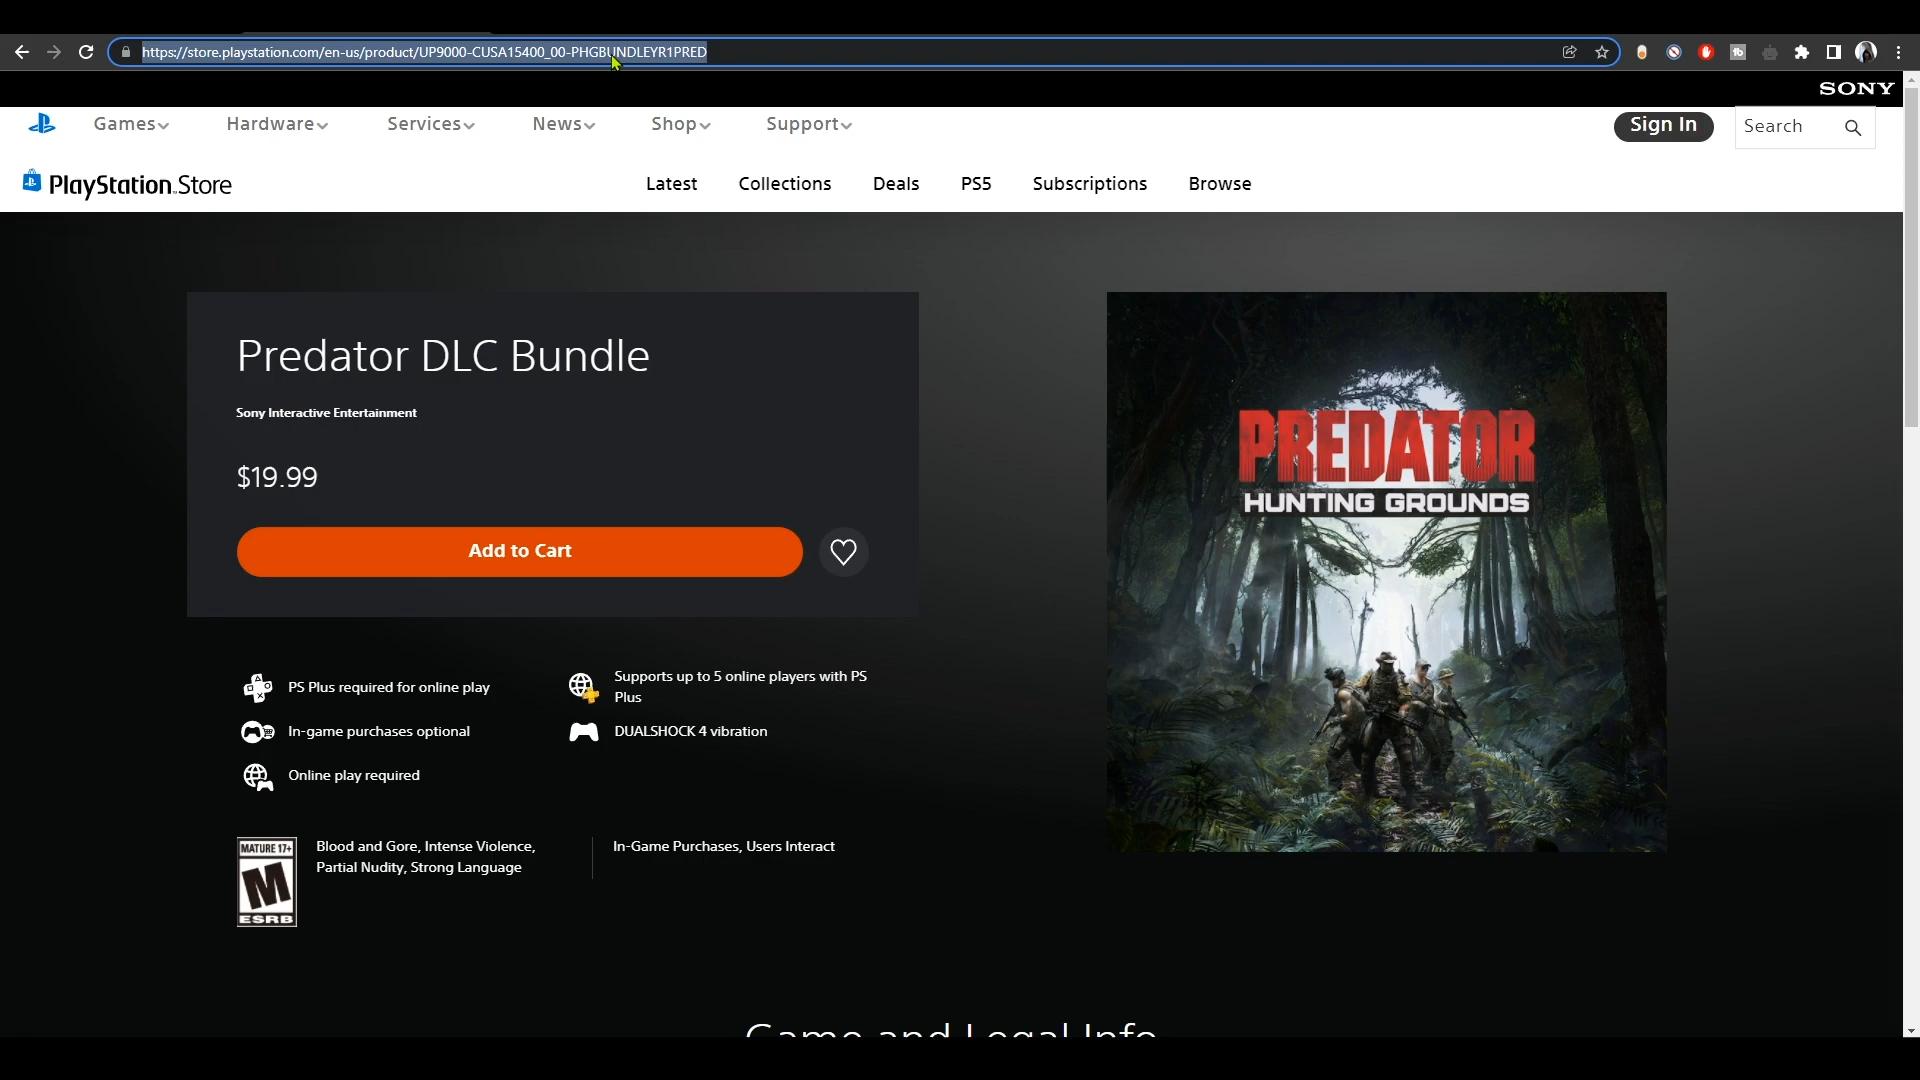 https://store.playstation.com/en-us/product/UP9000-CUSA15400_00-PHGBUNDLEYR1PRED
SONY
Games
Hardware
Services
News
Shop
Support
Sign In
Search
PlayStation Store
Latest
Collections
Deals
PS5
Subscriptions
Browse
Predator DLC Bundle
Sony Interactive Entertainment
$19.99
Add to Cart
PREDATOR
HUNTING GROUNDS
PS Plus required for online play
Supports up to 5 online players with PS
Plus
In-game purchases optional
DUALSHOCK 4 vibration
Online play required
MATURE 17+
M
ESRB
Blood and Gore, Intense Violence,
Partial Nudity, Strong Language
In-Game Purchases, Users Interact
Game and Legal Info